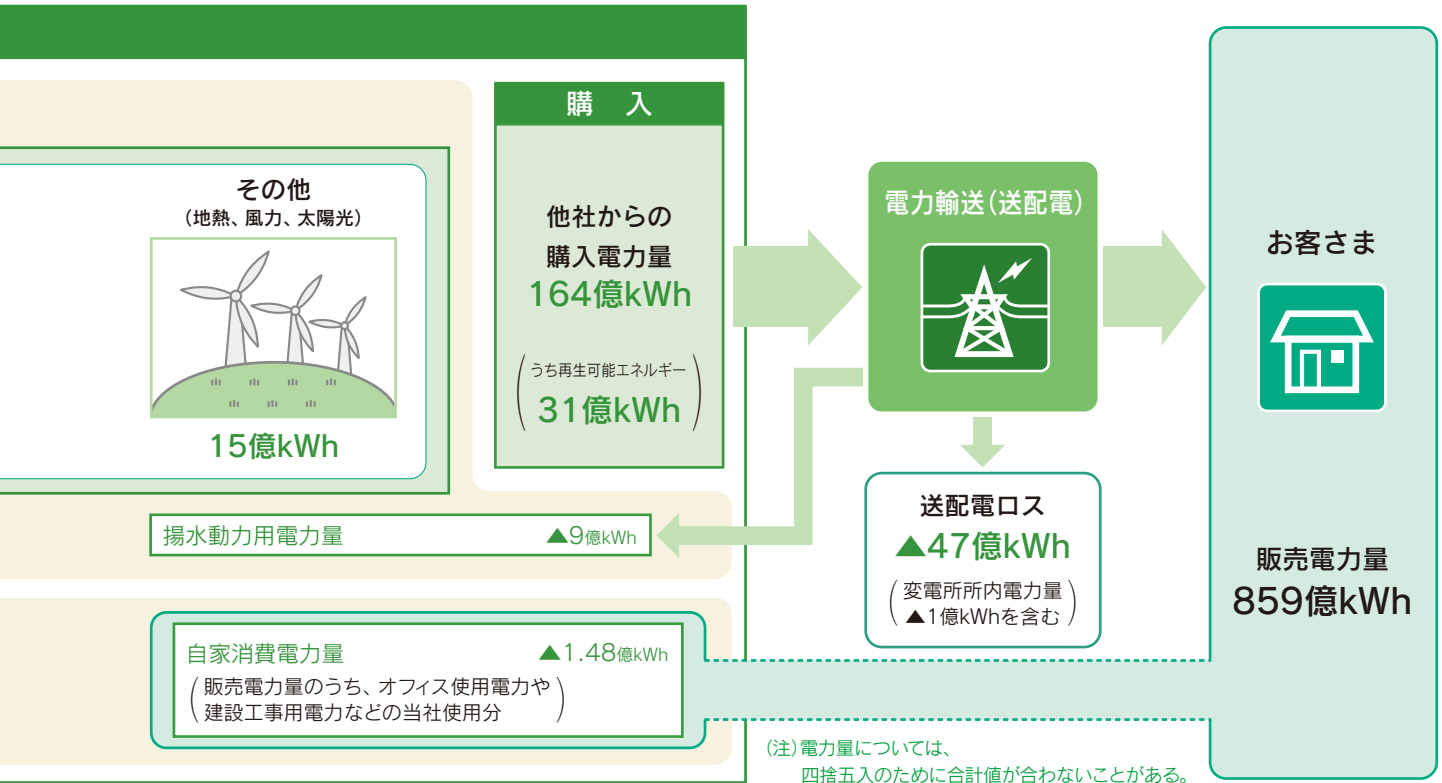 その他
(地熱、風力、太陽光)
15億kWh
購 入
他社からの
購入電力量
164億kWh
うち再生可能エネルギー
31億kWh
電力輸送(送配電)
送配電ロス
▲47億kWh
変電所所内電力量
▲1億kWhを含む
お客さま
販売電力量
859億kWh
揚水動力用電力量 ▲9億kWh
自家消費電力量 ▲1.48億kWh
販売電力量のうち、オフィス使用電力や
建設工事用電力などの当社使用分
(注)電力量については、
四捨五入のために合計値が合わないことがある。